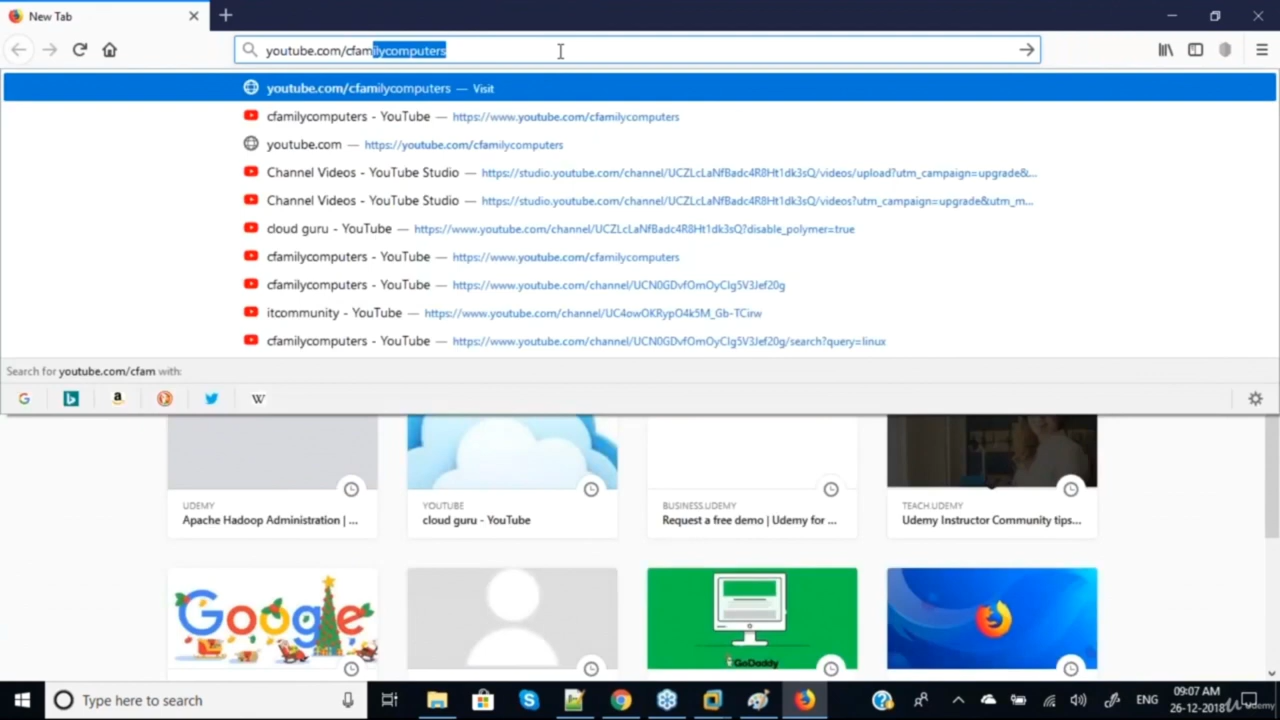 New Tab
youtube.com/cfamilycomputers
youtube.com/cfamilycomputers — Visit
cfamilycomputers - YouTube — https://www.youtube.com/cfamilycomputers
youtube.com — https://youtube.com/cfamilycomputers
Channel Videos - YouTube Studio — https://studio.youtube.com/channel/UCZLcLaNfBadc4R8Ht1dk3sQ/videos/upload?utm_campaign=upgrade&...
Channel Videos - YouTube Studio — https://studio.youtube.com/channel/UCZLcLaNfBadc4R8Ht1dk3sQ/videos?utm_campaign=upgrade&utm_m...
cloud guru - YouTube — https://www.youtube.com/channel/UCZLcLaNfBadc4R8Ht1dk3sQ?disable_polymer=true
cfamilycomputers - YouTube — https://www.youtube.com/cfamilycomputers
cfamilycomputers - YouTube — https://www.youtube.com/channel/UCN0GDvfOmOyClg5V3Jef20g
itcommunity - YouTube — https://www.youtube.com/channel/UC4owOKRypO4k5M_Gb-TCirw
cfamilycomputers - YouTube — https://www.youtube.com/channel/UCN0GDvfOmOyClg5V3Jef20g/search?query=linux
Search for youtube.com/cfam with:
UDEMY
Apache Hadoop Administration | ...
YOUTUBE
cloud guru - YouTube
BUSINESS.UDEMY
Request a free demo | Udemy for ...
TEACH.UDEMY
Udemy Instructor Community tips...
Google
GoDaddy
Type here to search
ENG
09:07 AM
26-12-2018
Udemy